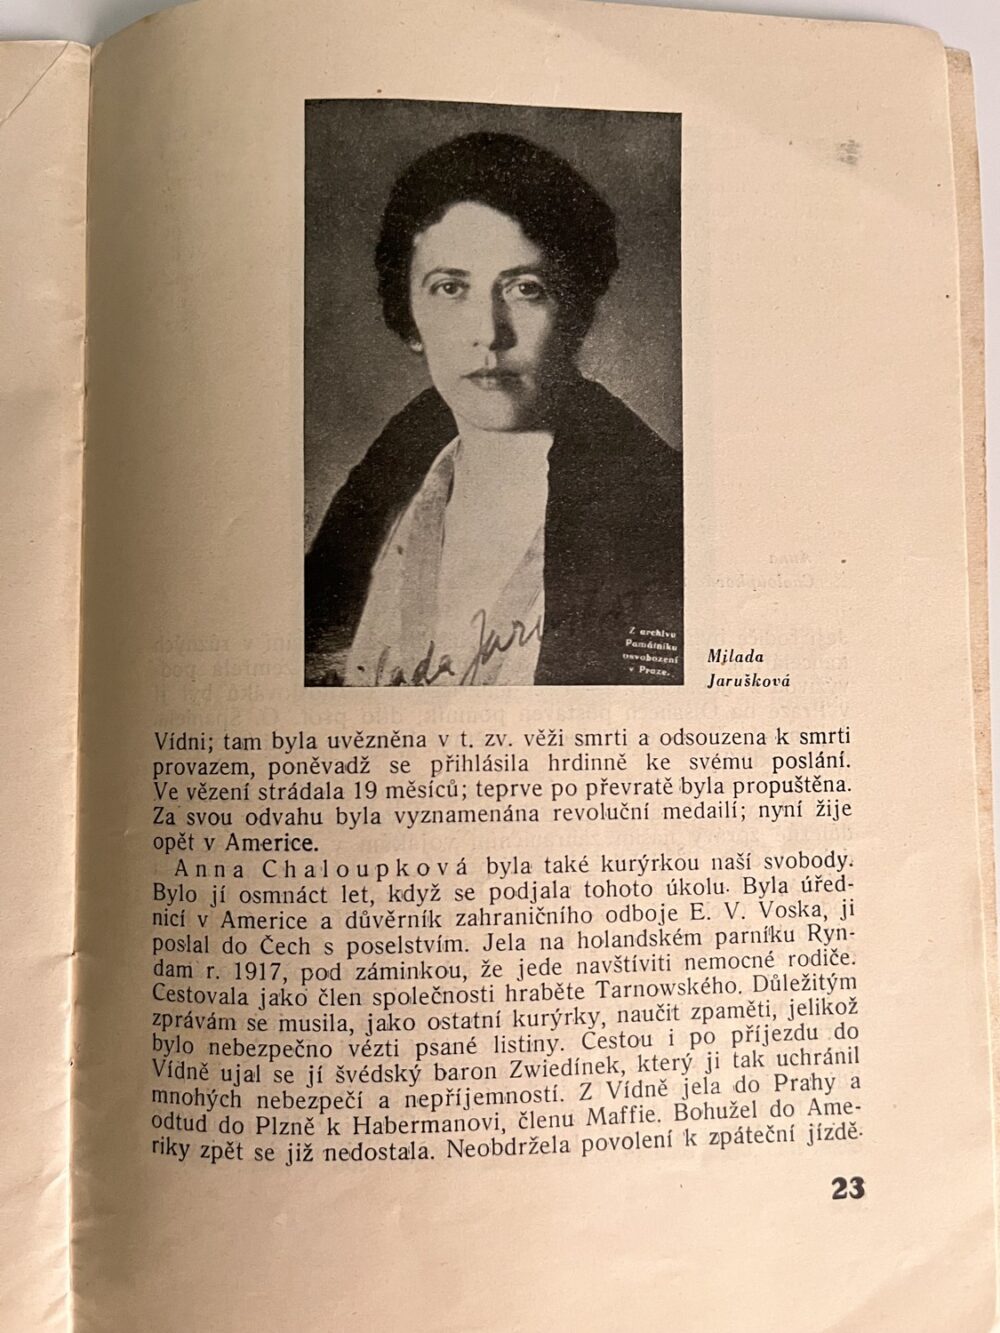 lada Jaru
Z archivu
Památníku
osvobození
v Praze.
Milada
Jarušková
Vídni; tam byla uvězněna v t. zv. věži smrti a odsouzena k smrti
provazem, poněvadž se přihlásila hrdinně ke svému poslání.
Ve vězení strádala 19 měsíců; teprve po převratě byla propuštěna.
Za svou odvahu byla vyznamenána revoluční medailí; nyní žije
opět v Americe.
Anna Chaloupková byla také kurýrkou naší svobody.
Bylo jí osmnáct let, když se podjala tohoto úkolu. Byla úřed-
nicí v Americe a důvěrník zahraničního odboje E. V. Voska, ji
poslal do Čech s poselstvím. Jela na holandském parníku Ryn-
dam r. 1917, pod záminkou, že jede navštíviti nemocné rodiče.
Cestovala jako člen společnosti hraběte Tarnowského. Důležitým
zprávám se musila, jako ostatní kurýrky, naučit zpaměti, jelikož
bylo nebezpečno vézti psané listiny. Cestou i po příjezdu do
Vídně ujal se jí švédský baron Zwiedínek, který ji tak uchránil
mnohých nebezpečí a nepříjemností. Z Vídně jela do Prahy a
odtud do Plzně k Habermanovi, členu Maffie. Bohužel do Ame-
riky zpět se již nedostala. Neobdržela povolení k zpáteční jízdě.
23